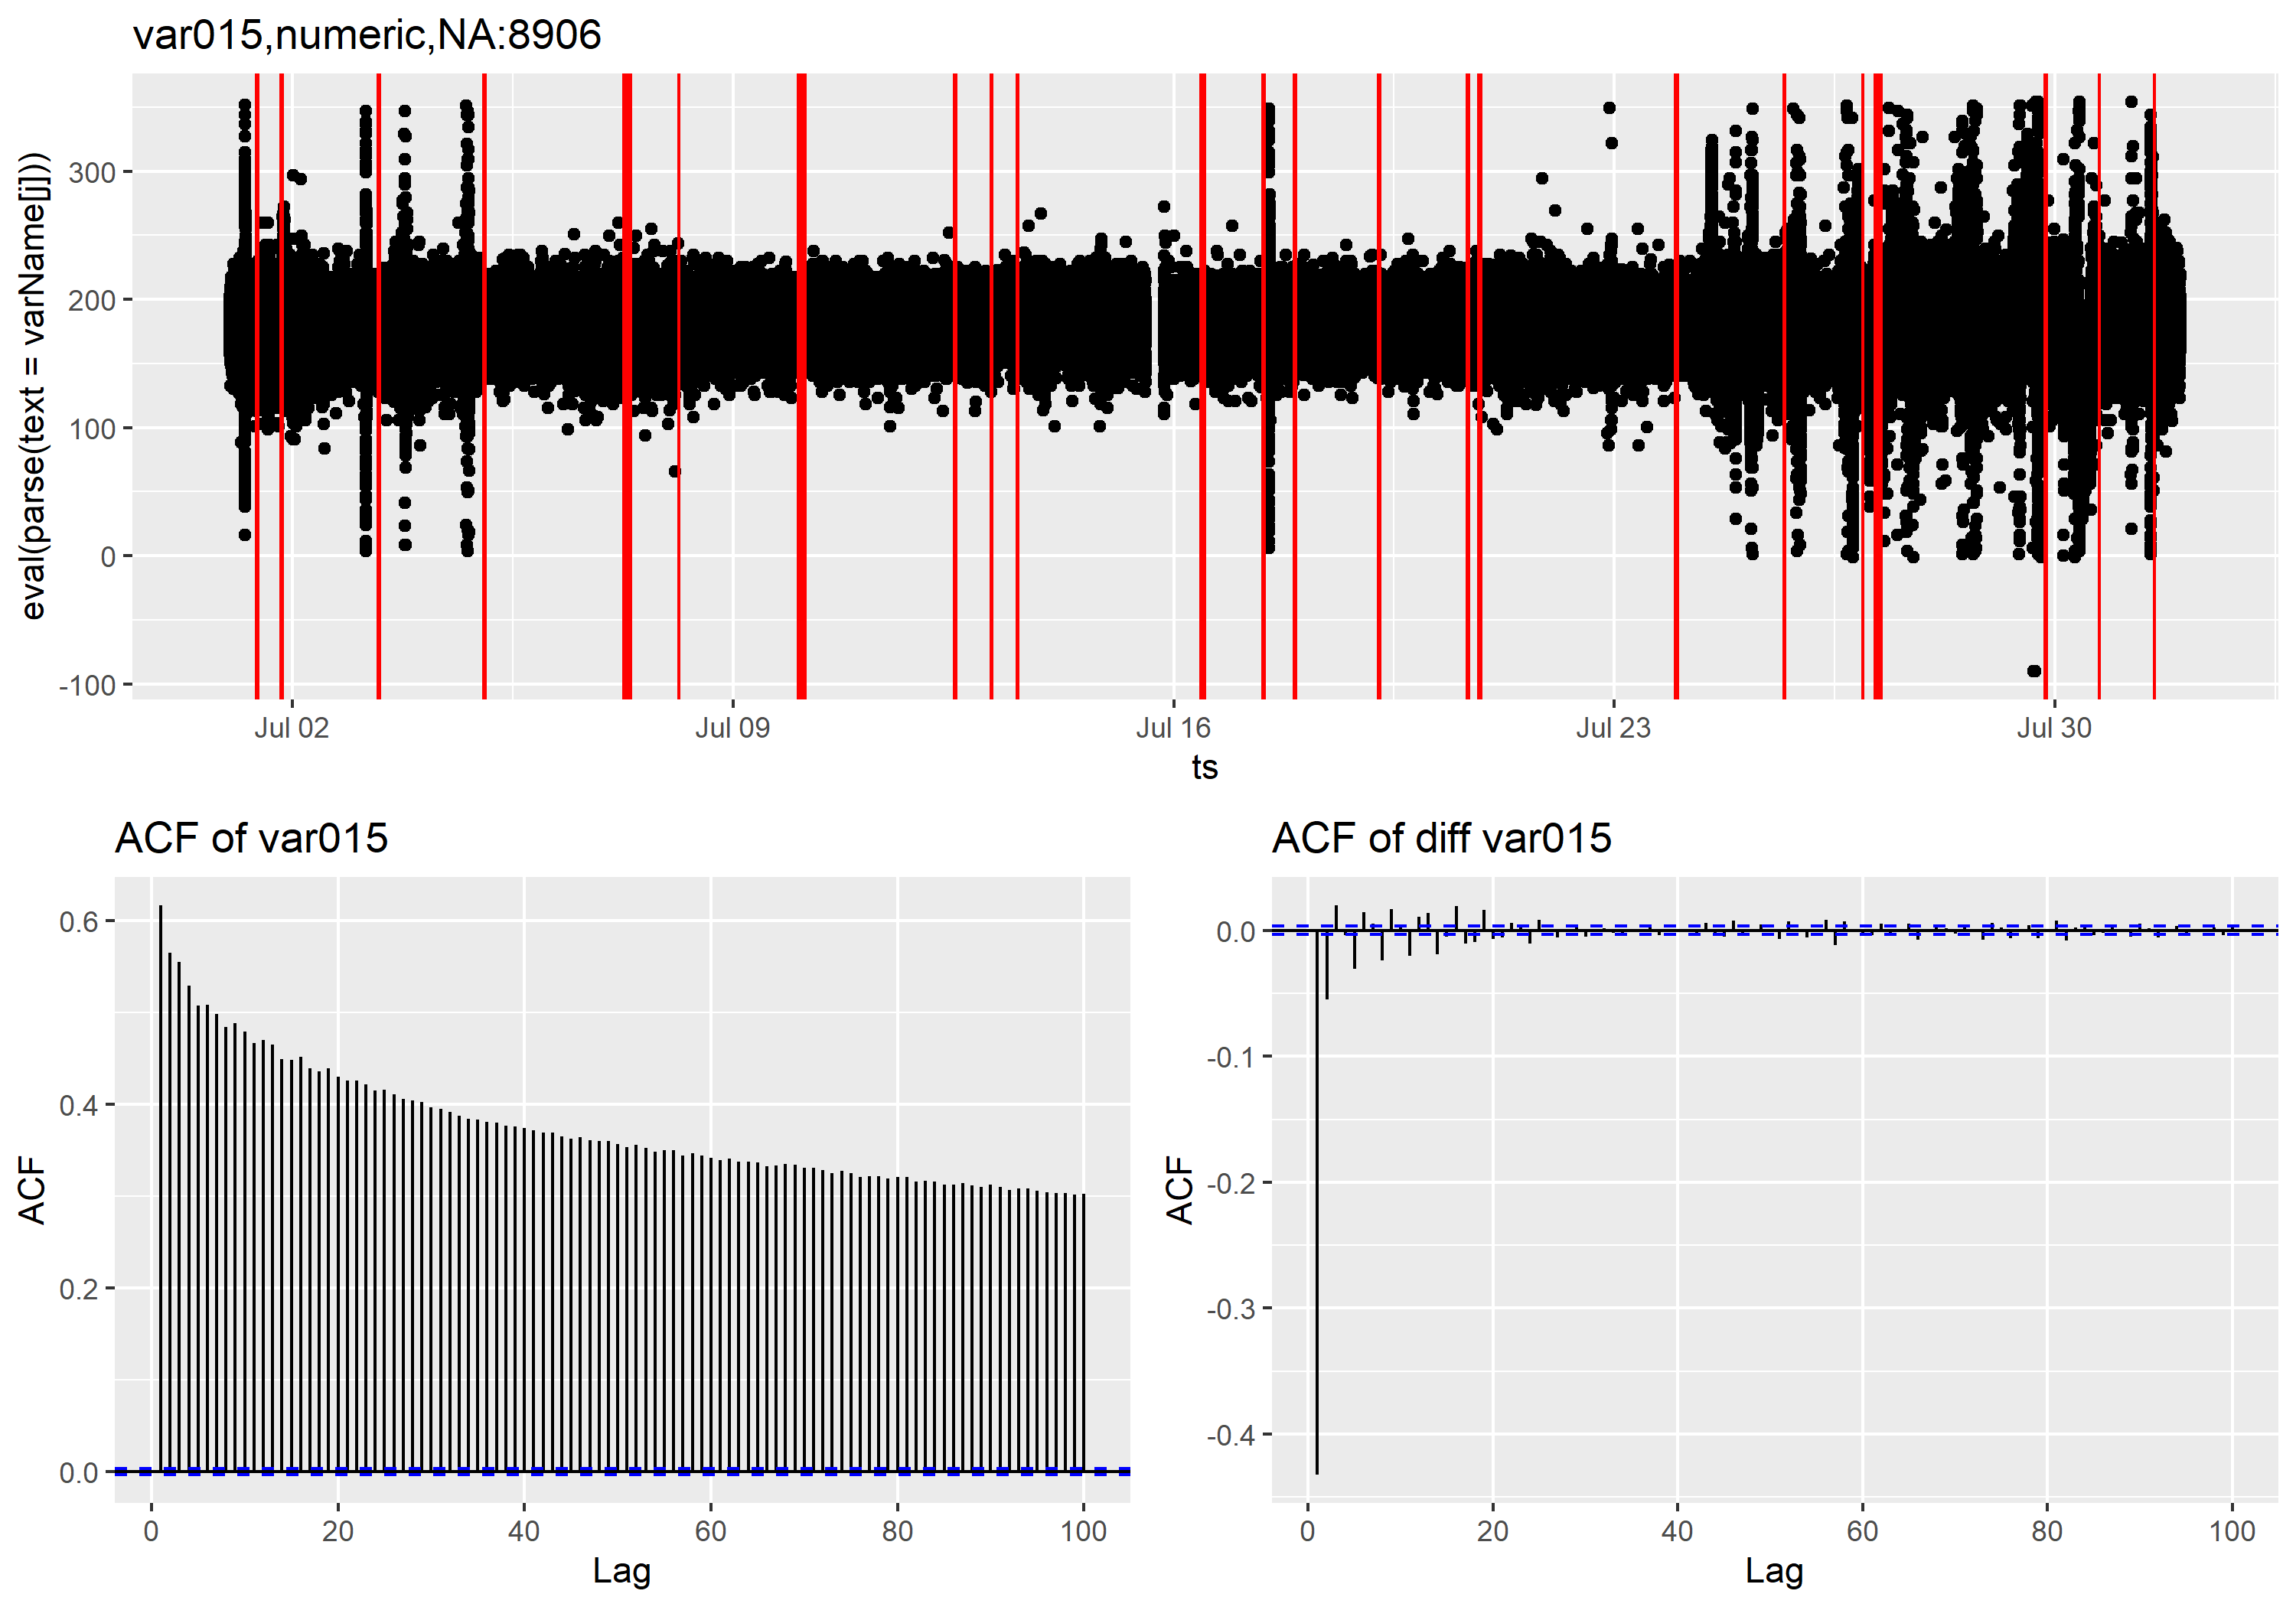 var015,numeric,NA:8906
eval(parse(text = varName[j]))
300
200
100
0
-100
Jul 02 Jul 09 Jul 16 Jul 23 Jul 30
ts
ACF of var015
ACF
0.6
0.4
0.2
0.0
0 20 40 60 80 100
Lag
ACF of diff var015
ACF
0.0
-0.1
-0.2
-0.3
-0.4
0 20 40 60 80 100
Lag